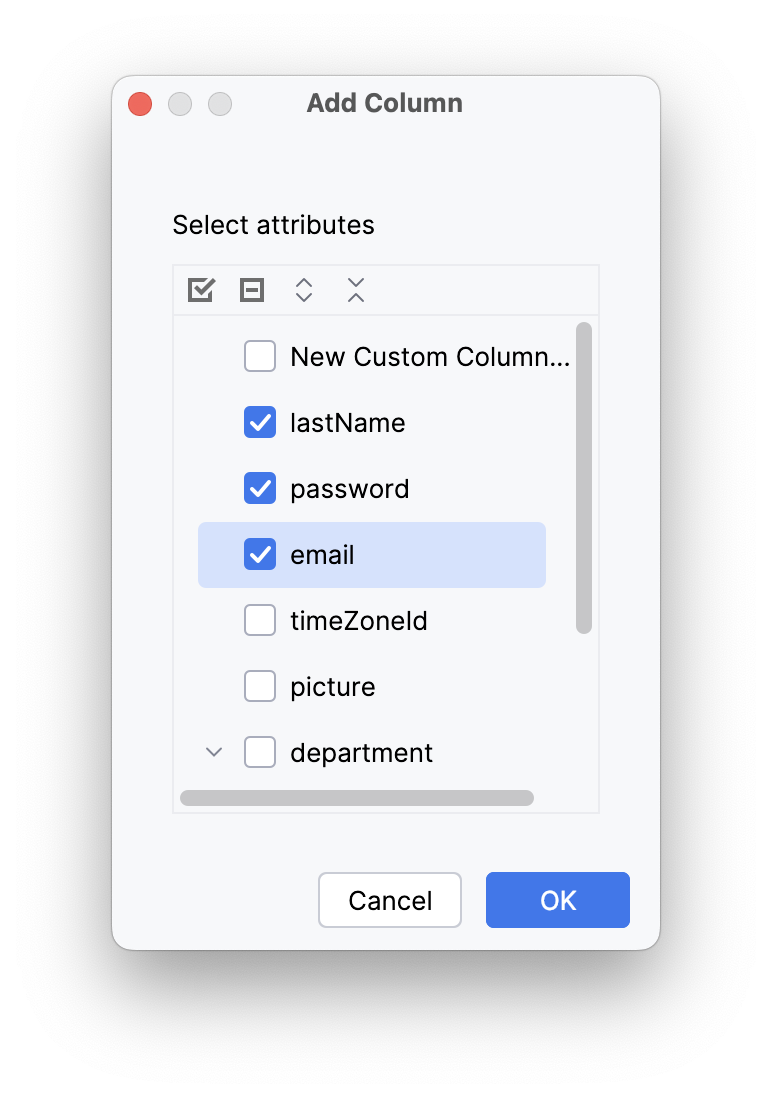 Add Column
Select attributes
New Custom Column...
lastName
password
email
timeZoneId
picture
department
Cancel
OK